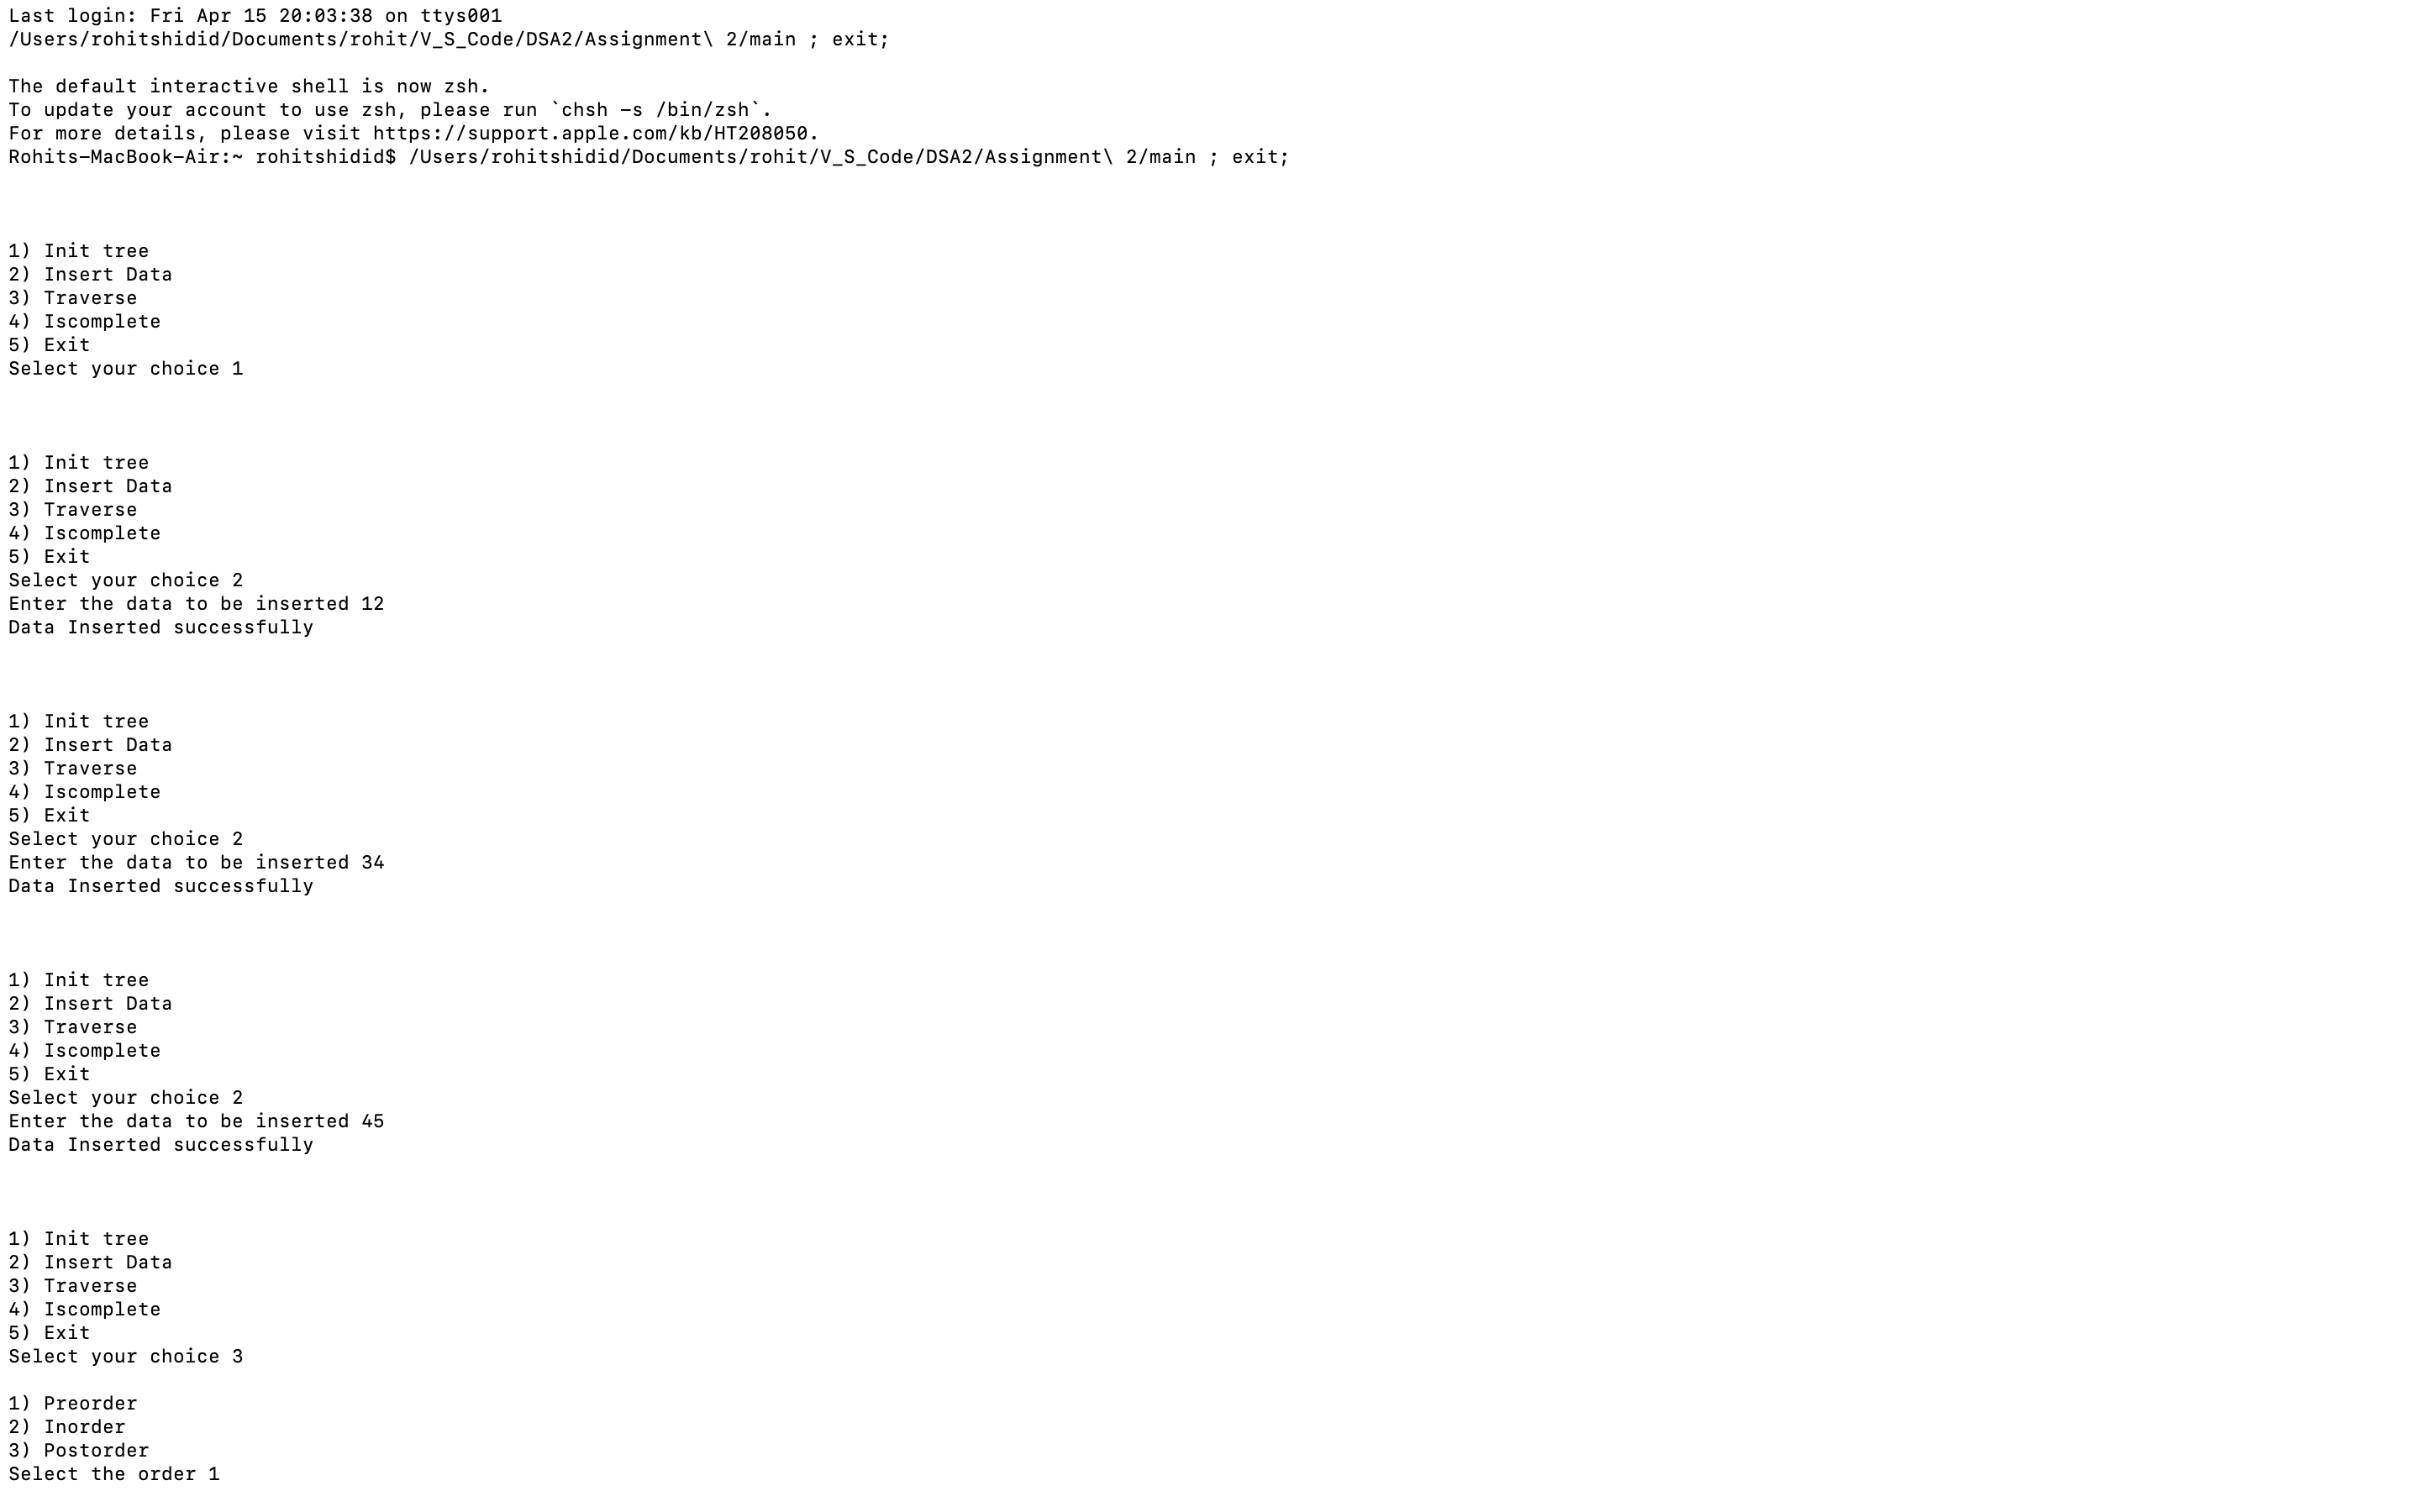 Last login: Fri Apr 15 20:03:38 on ttys001
/Users/rohitshidid/Documents/rohit/V_S_Code/DSA2/Assignment\ 2/main ; exit;
The default interactive shell is now zsh.
To update your account to use zsh, please run `chsh -s /bin/zsh`.
For more details, please visit https://support.apple.com/kb/HT208050.
Rohits-MacBook-Air:~ rohitshidid$ /Users/rohitshidid/Documents/rohit/V_S_Code/DSA2/Assignment\ 2/main ; exit;
1) Init tree
2) Insert Data
3) Traverse
4) Iscomplete
5) Exit
Select your choice 1
1) Init tree
2) Insert Data
3) Traverse
4) Iscomplete
5) Exit
Select your choice 2
Enter the data to be inserted 12
Data Inserted successfully
1) Init tree
2) Insert Data
3) Traverse
4) Iscomplete
5) Exit
Select your choice 2
Enter the data to be inserted 34
Data Inserted successfully
1) Init tree
2) Insert Data
3) Traverse
4) Iscomplete
5) Exit
Select your choice 2
Enter the data to be inserted 45
Data Inserted successfully
1) Init tree
2) Insert Data
3) Traverse
4) Iscomplete
5) Exit
Select your choice 3
1) Preorder
2) Inorder
3) Postorder
Select the order 1